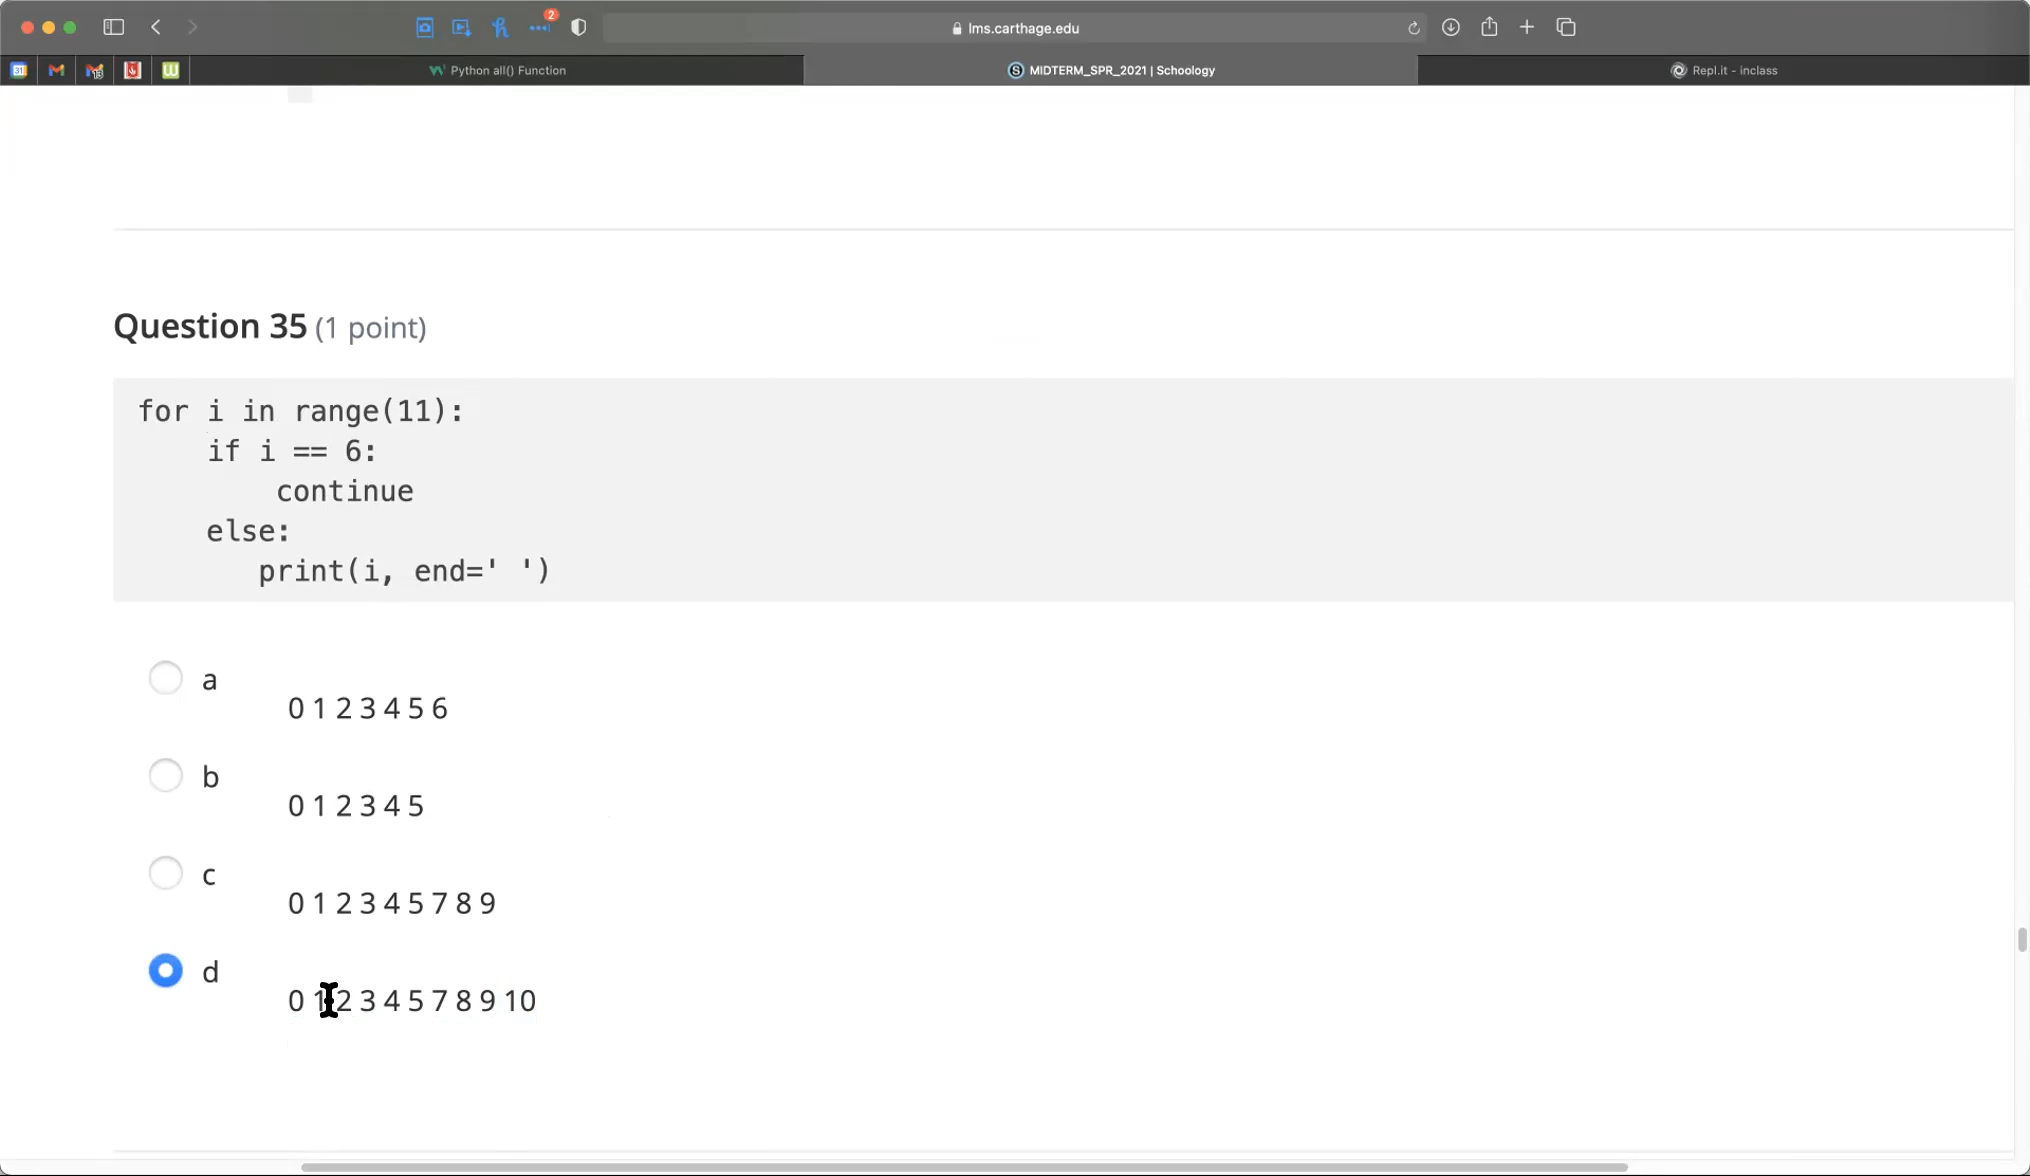 2
lms.carthage.edu
31
13
Python all() Function
MIDTERM_SPR_2021 | Schoology
Repl.it - inclass
Question 35 (1 point)
for i in range(11):
    if i == 6:
        continue
    else:
       print(i, end=' ')
a
0 1 2 3 4 5 6
b
0 1 2 3 4 5
c
0 1 2 3 4 5 7 8 9
d
0 1 2 3 4 5 7 8 9 10